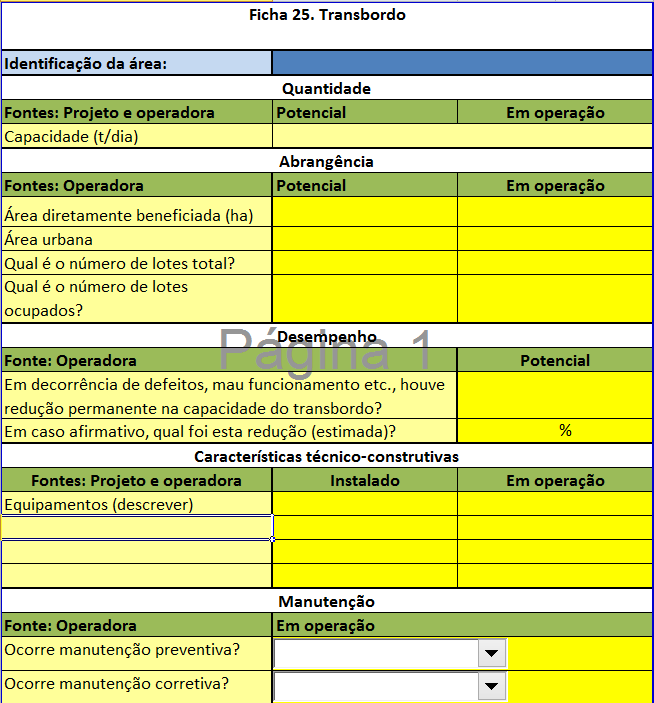 Ficha 25. Transbordo
Identificação da área:
Quantidade
Fontes: Projeto e operadora Potencial Em operação
Capacidade (t/dia)
Abrangência
Fontes: Operadora Potencial Em operação
Área diretamente beneficiada (ha)
Área urbana
Qual é o número de lotes total?
Qual é o número de lotes
ocupados?
Desempenho
Página 1
Fonte: Operadora Potencial
Em decorrência de defeitos, mau funcionamento etc., houve
redução permanente na capacidade do transbordo?
Em caso afirmativo, qual foi esta redução (estimada)? %
Características técnico-construtivas
Fontes: Projeto e operadora Instalado Em operação
Equipamentos (descrever)
Manutenção
Fonte: Operadora Em operação
Ocorre manutenção preventiva?
Ocorre manutenção corretiva?